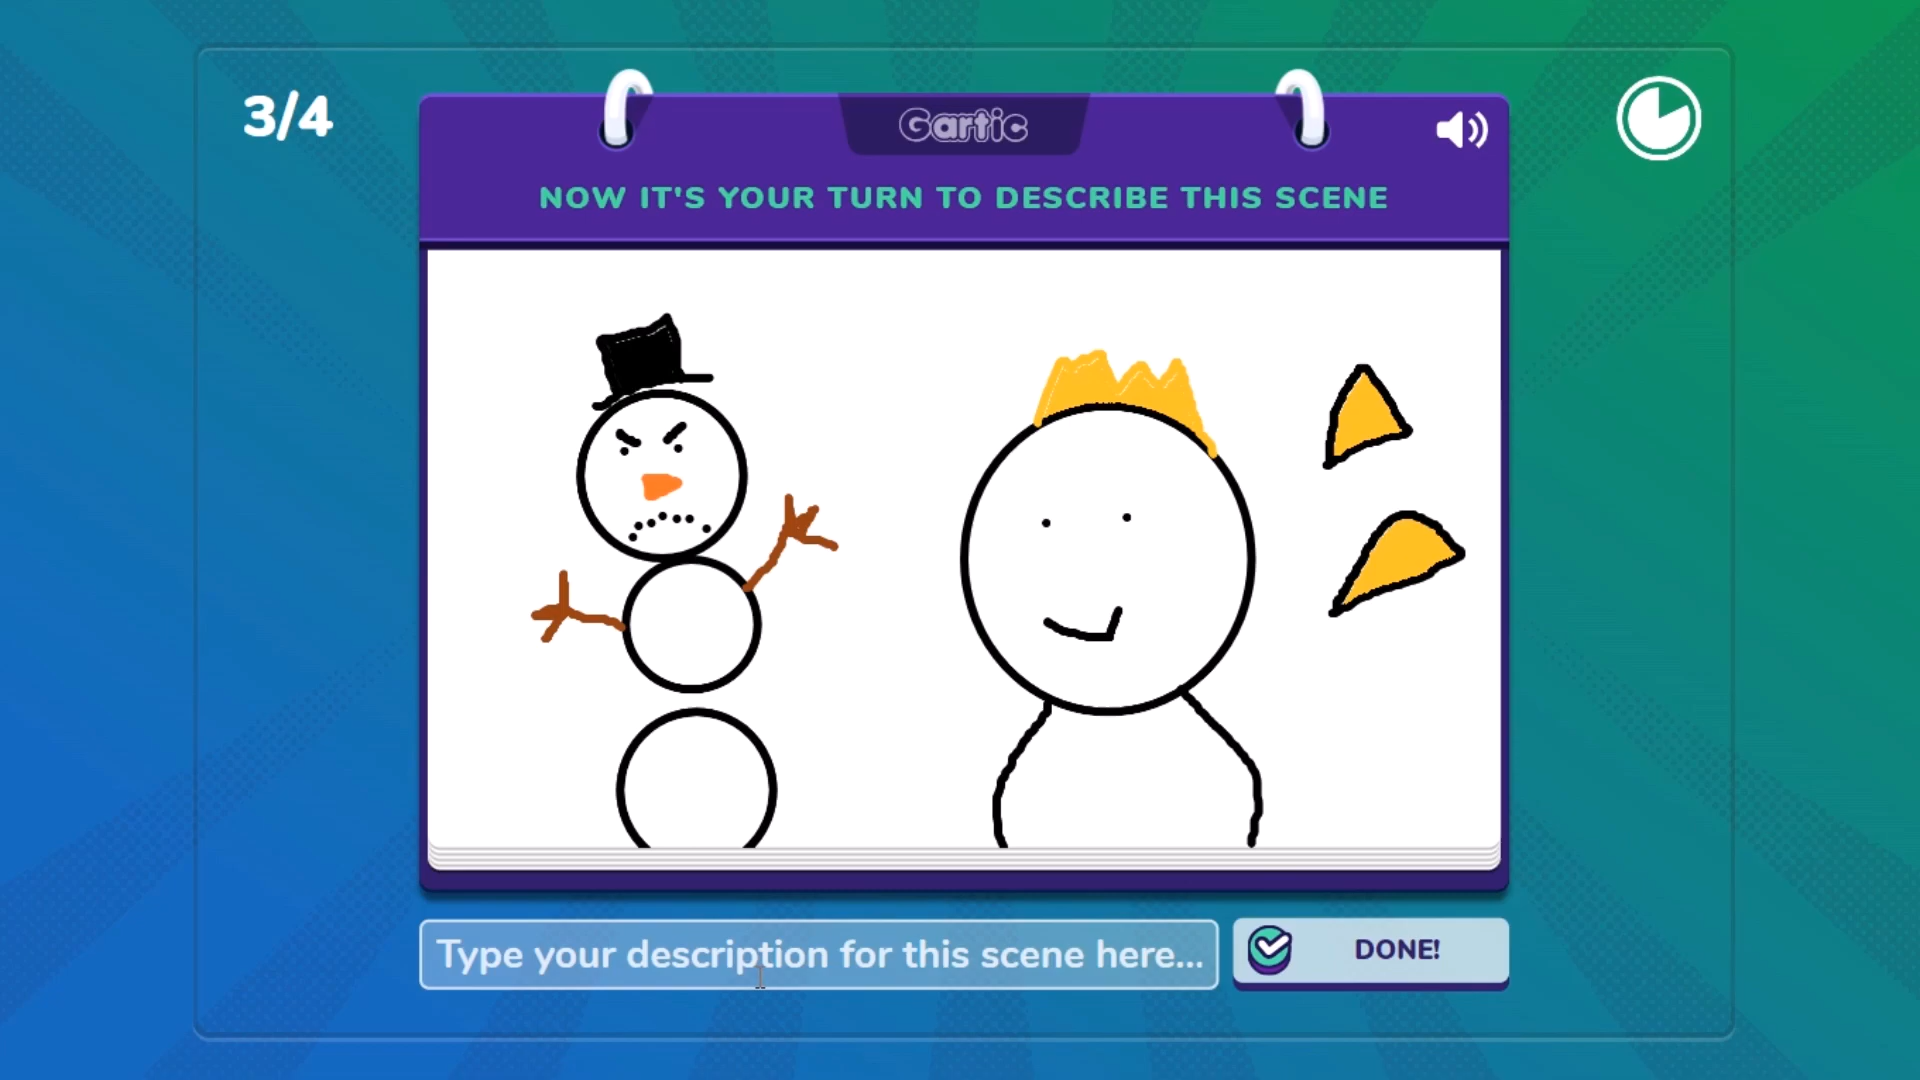 3/4
Gartic
NOW IT'S YOUR TURN TO DESCRIBE THIS SCENE
Type your description for this scene here...
DONE!